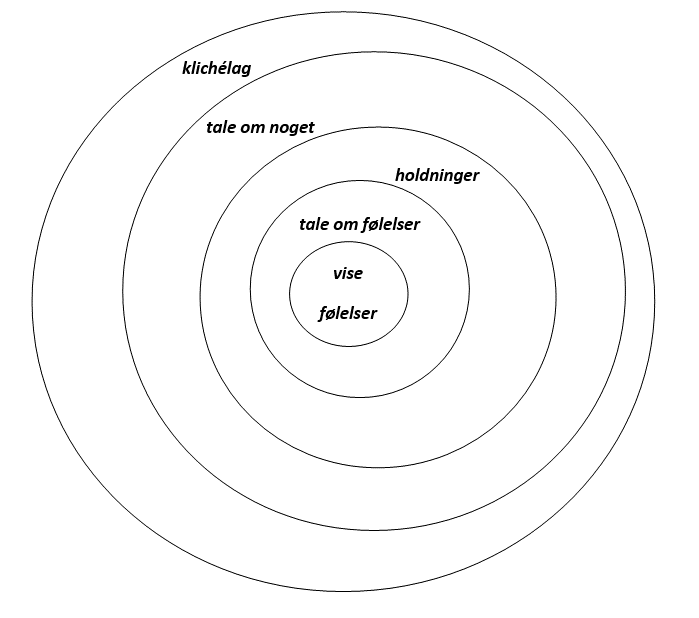 klichélag
tale om noget
holdninger
tale om følelser
vise
følelser